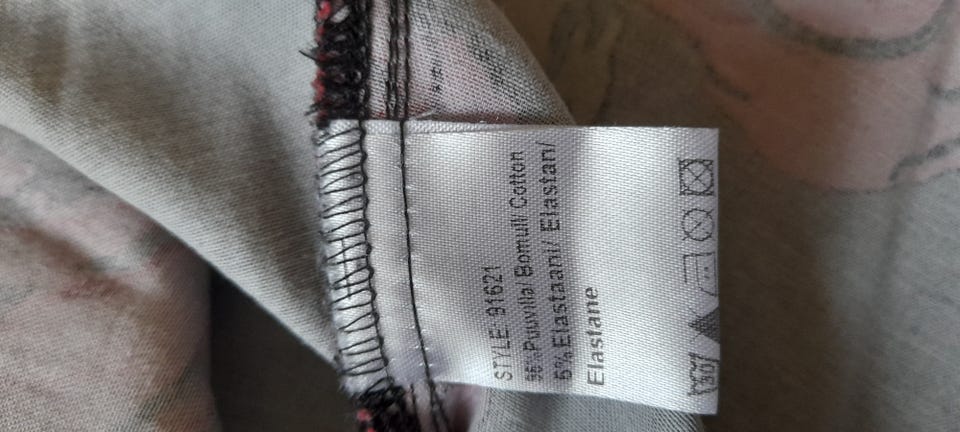 STYLE 91621
95% Puuvilla/ Bomull Cotton
5% Elastaani/ Elastan/
Elastane
30